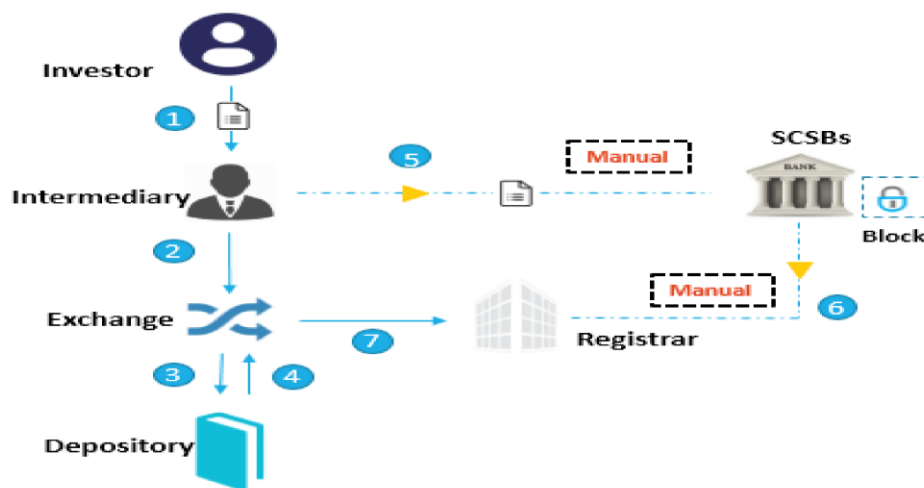 Investor
1
SCSBs
5
Manual
BANK
Intermediary
Block
2
Manual
6
Exchange
7
Registrar
3
4
Depository